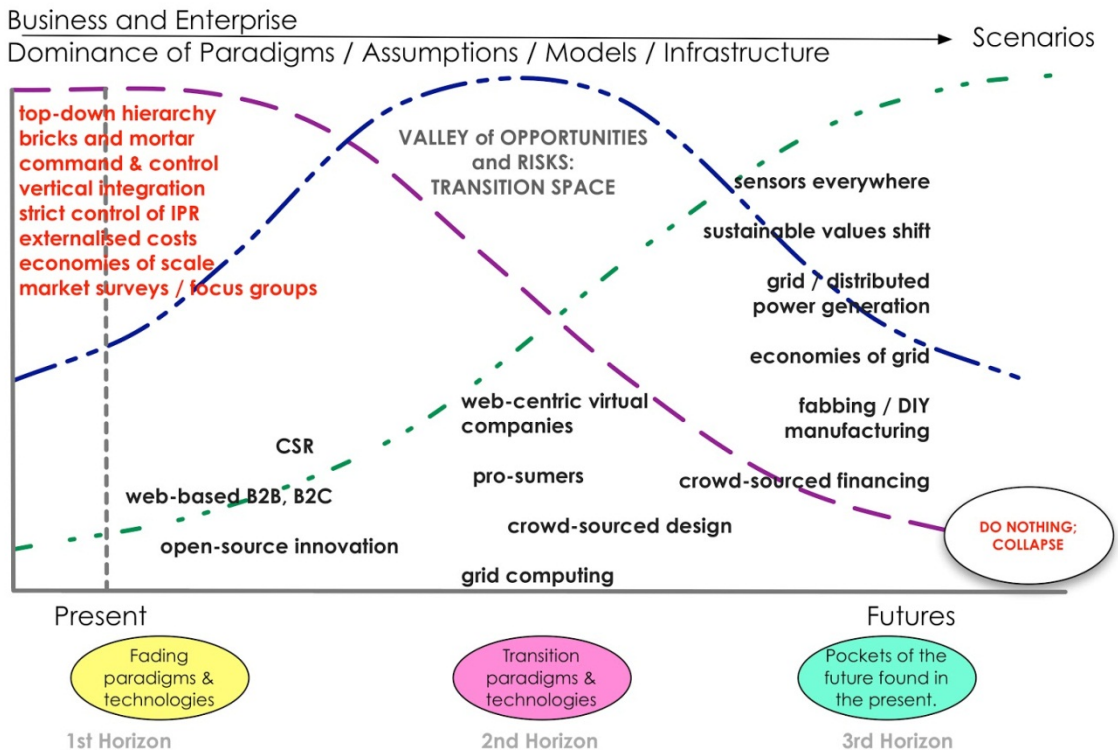 Business and Enterprise
Dominance of Paradigms / Assumptions / Models / Infrastructure
Scenarios
top-down hierarchy
bricks and mortar
command & control
vertical integration
strict control of IPR
externalised costs
economies of scale
market surveys / focus groups
VALLEY of OPPORTUNITIES
and RISKS:
TRANSITION SPACE
sensors everywhere
sustainable values shift
grid / distributed
power generation
economies of grid
fabbing / DIY
manufacturing
crowd-sourced financing
web-centric virtual
companies
pro-sumers
crowd-sourced design
grid computing
CSR
web-based B2B, B2C
open-source innovation
DO NOTHING;
COLLAPSE
Present
Futures
Fading
paradigms &
technologies
Transition
paradigms &
technologies
Pockets of the
future found in
the present.
1st Horizon
2nd Horizon
3rd Horizon